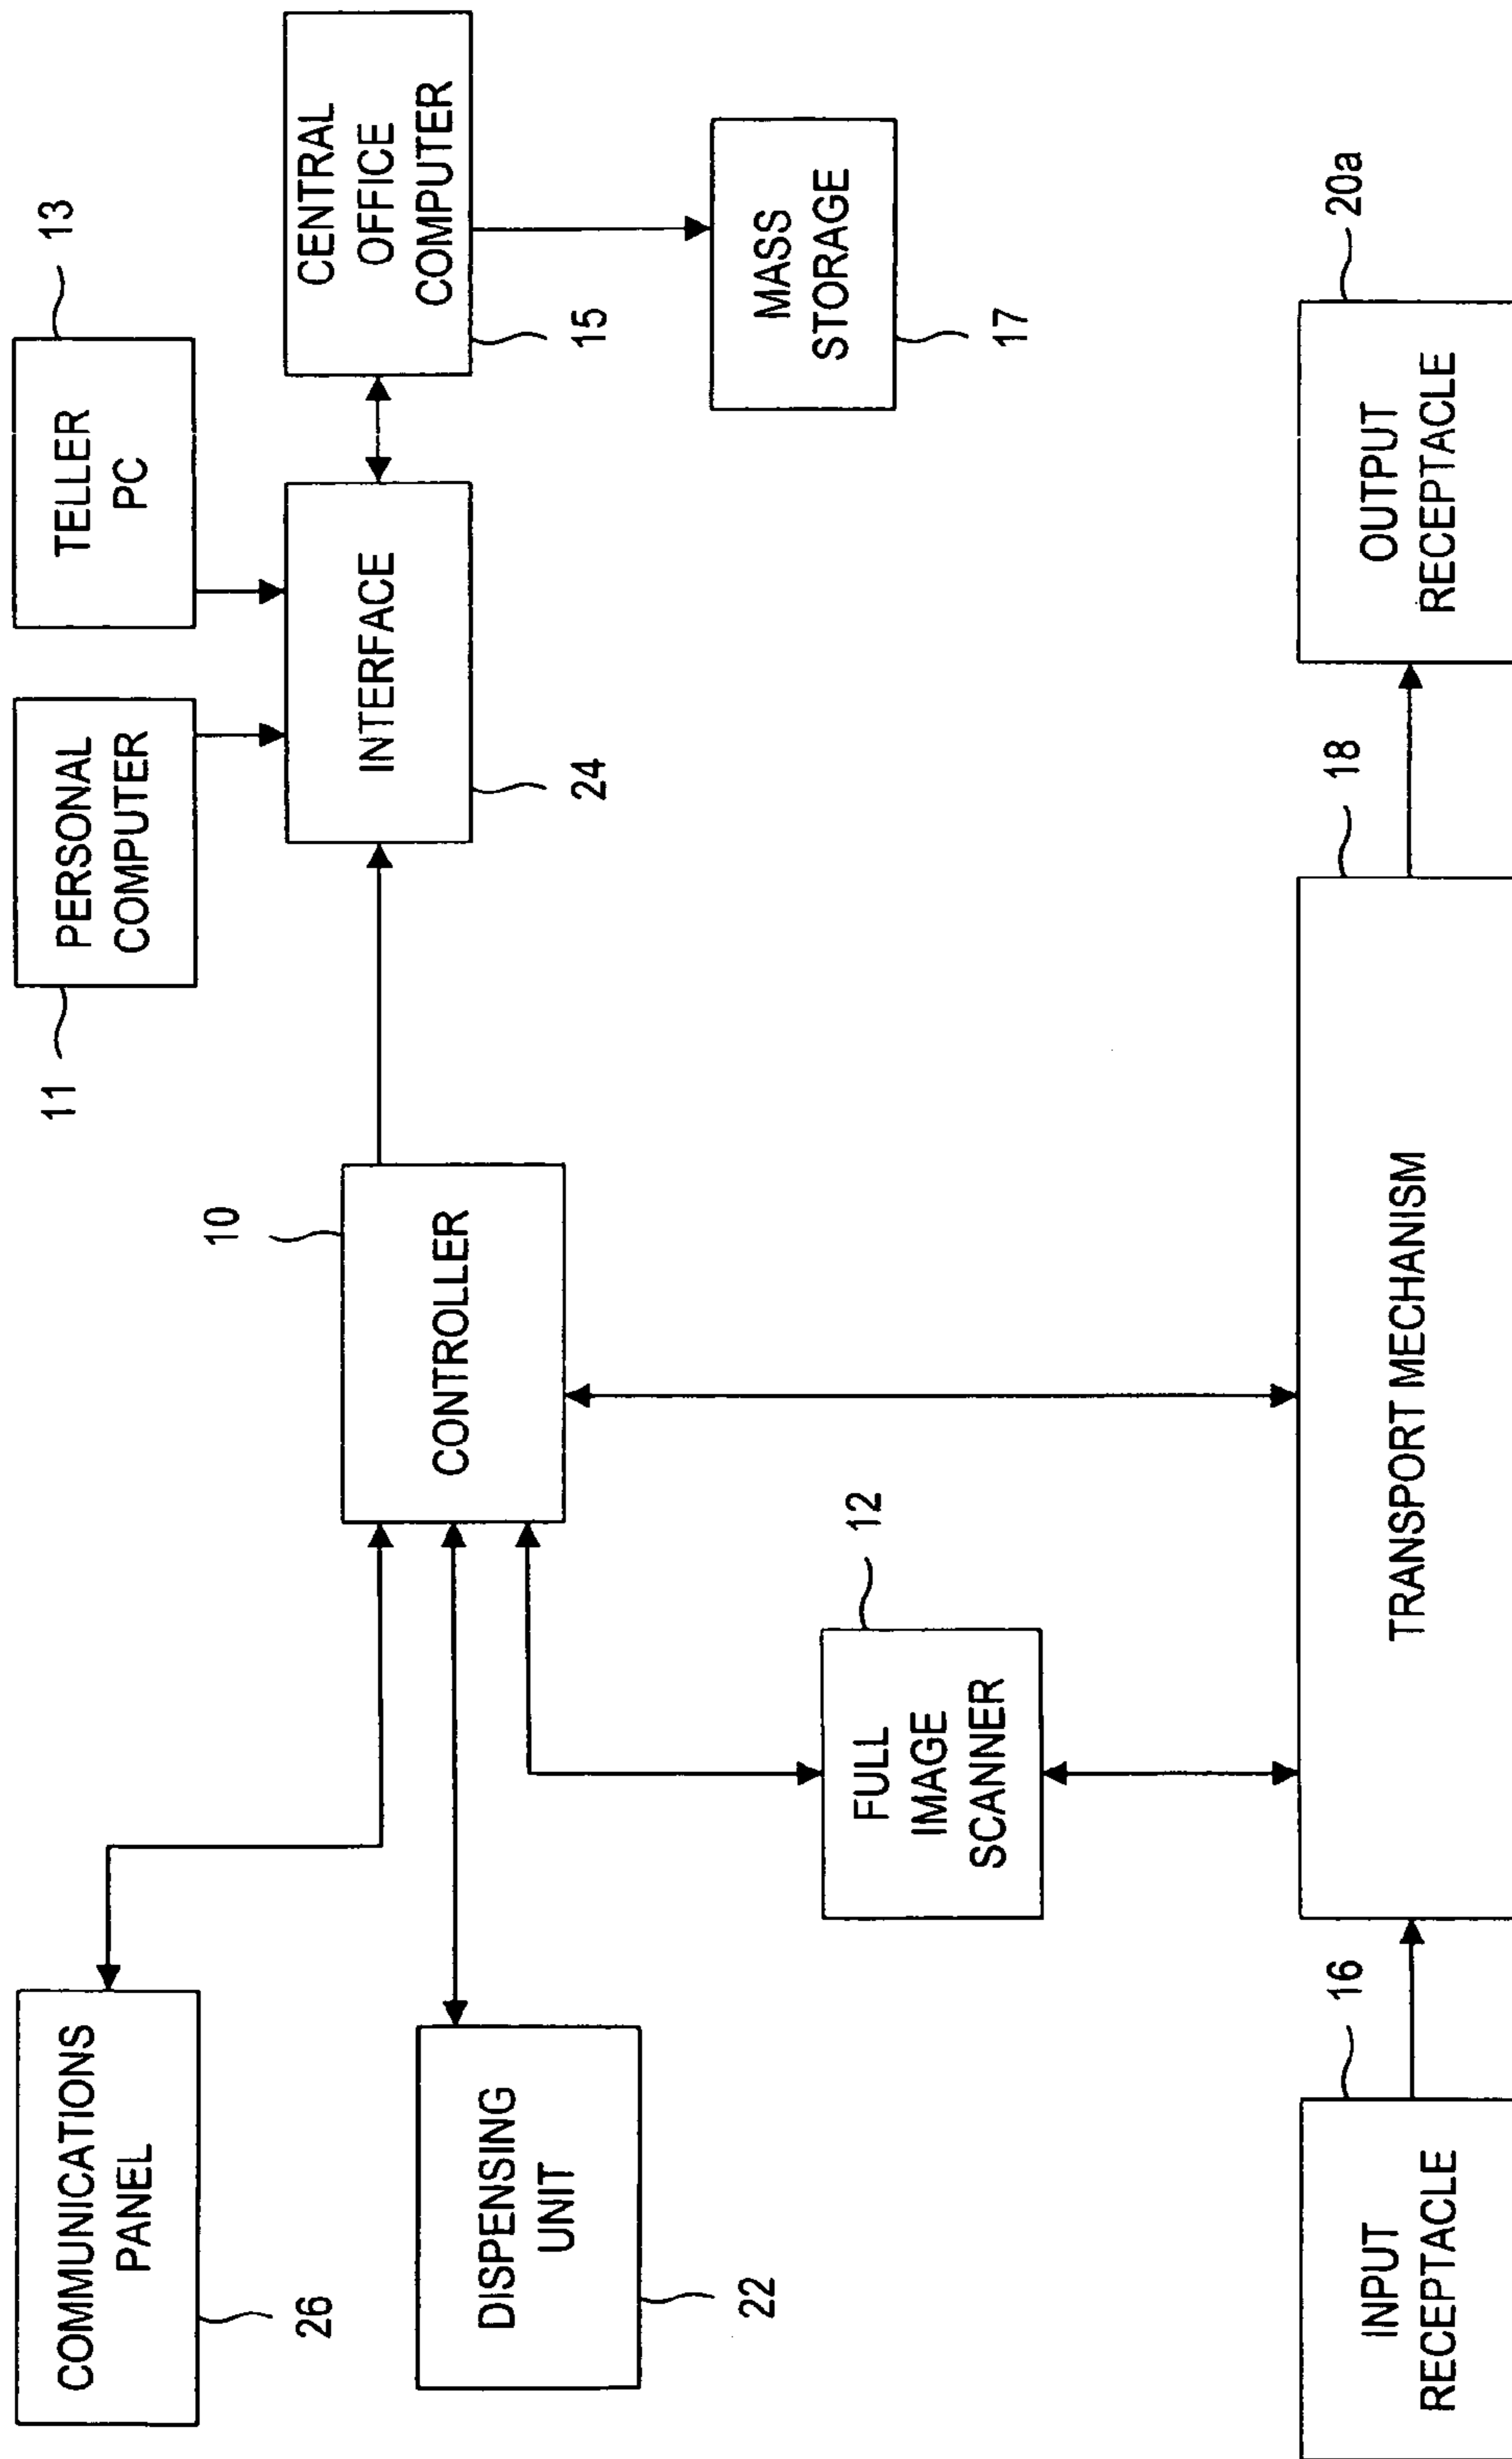 COMMUNICATIONS
PANEL
26
DISPENSING
UNIT
22
CONTROLLER
10
PERSONAL
COMPUTER
11
TELLER
PC
13
INTERFACE
24
CENTRAL
OFFICE
COMPUTER
15
MASS
STORAGE
17
FULL
IMAGE
SCANNER
12
INPUT
RECEPTACLE
16
TRANSPORT MECHANISM
18
OUTPUT
RECEPTACLE
20a